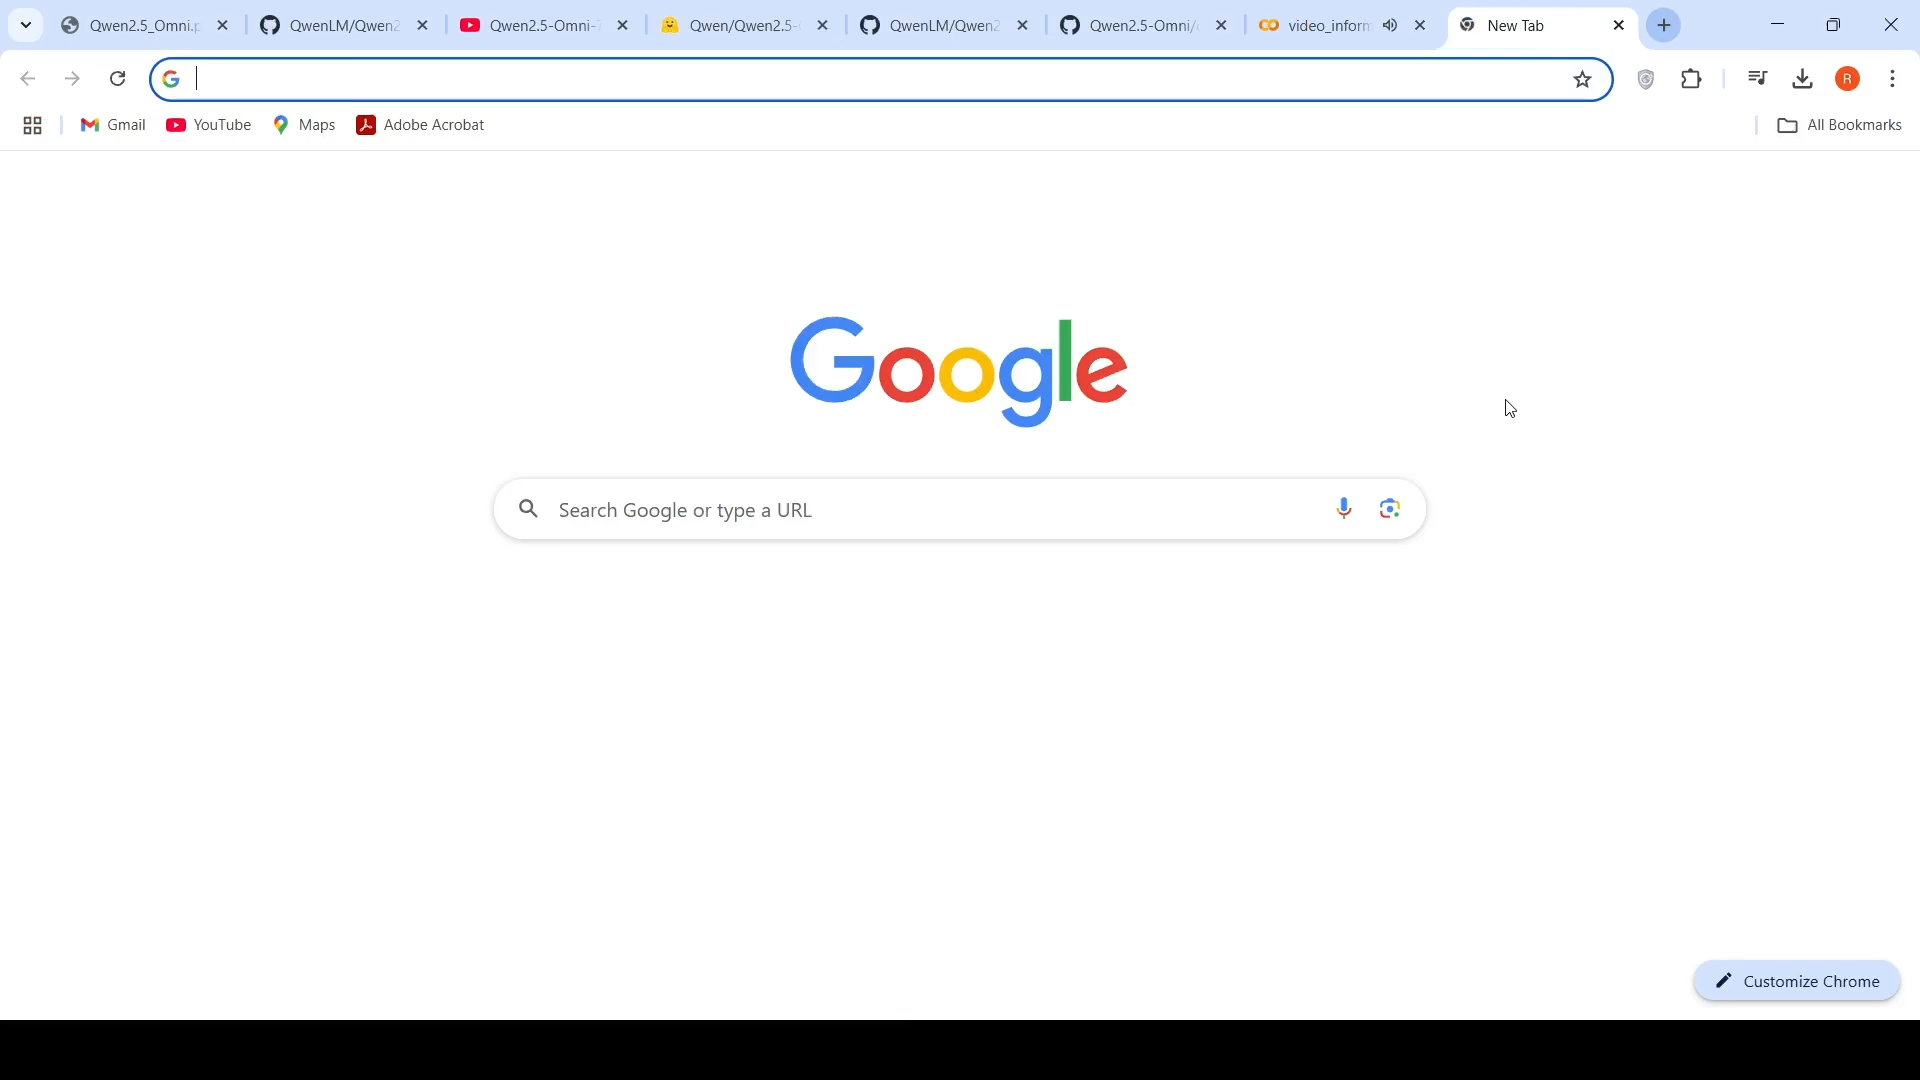 Qwen2.5_Omni.p
QwenLM/Qwen2
Qwen2.5-Omni-7
Qwen/Qwen2.5-
QwenLM/Qwen2
Qwen2.5-Omni/
video_inform
New Tab
Gmail
YouTube
Maps
Adobe Acrobat
All Bookmarks
R
Google
Search Google or type a URL
Customize Chrome